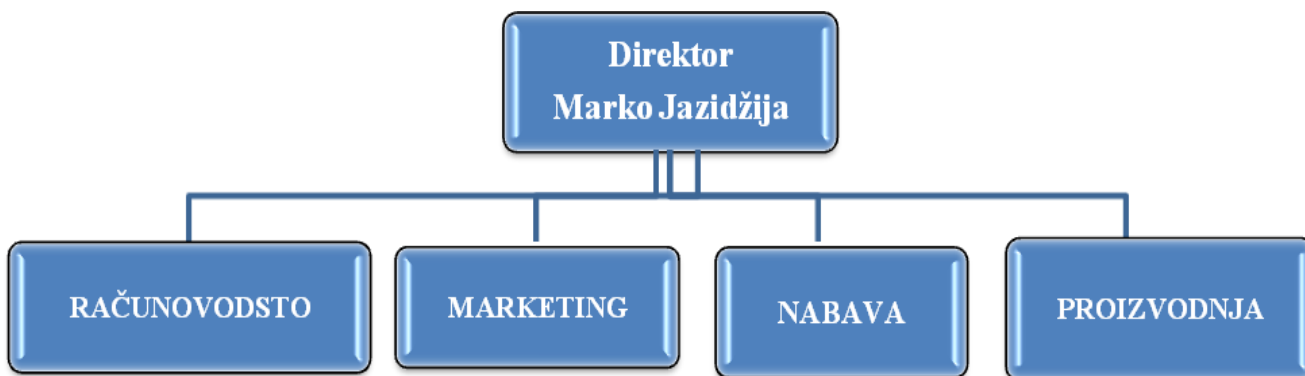 Direktor
Marko Jazidžija
RAČUNOVODSTO
MARKETING
NABAVA
PROIZVODNJA